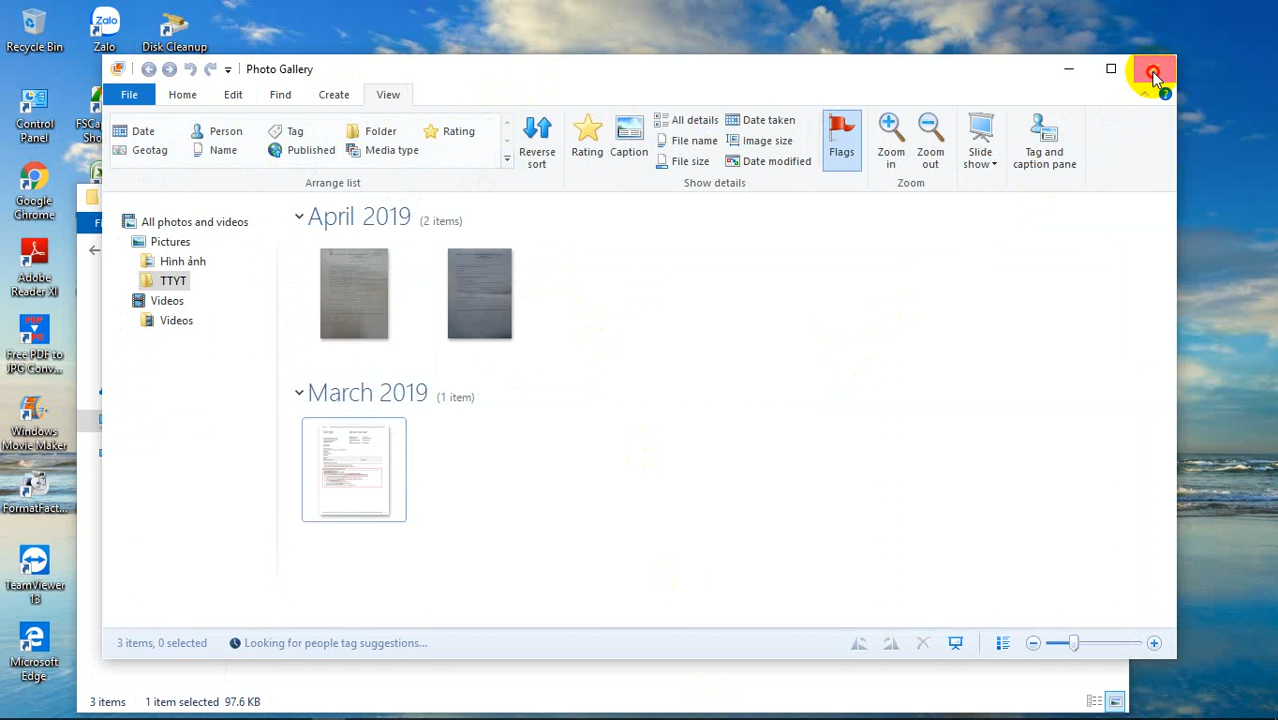 Recycle Bin
Zalo
Zalo
Disk Cleanup
Control
Panel
FSCap
Sho
Google
Chrome
Adobe
Reader XI
Free PDF to
JPG Conv...
Windows
Movie Maker
FormatFact...
TeamViewer
13
Microsoft
Edge
Photo Gallery
File
Home
Edit
Find
Create
View
Date
Person
Tag
Folder
Rating
Geotag
Name
Published
Media type
Arrange list
Reverse
sort
Rating
Caption
All details
File name
File size
Date taken
Image size
Date modified
Show details
Flags
Zoom
in
Zoom
out
Zoom
Slide
show
Tag and
caption pane
All photos and videos
Pictures
Hình ảnh
TTYT
Videos
Videos
April 2019 (2 items)
March 2019 (1 item)
3 items, 0 selected
Looking for people tag suggestions...
3 items
1 item selected 97.6 KB